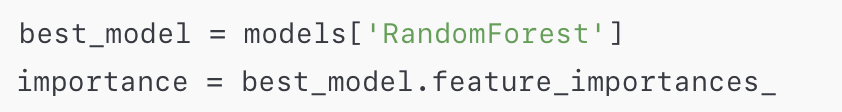 best_model = models['RandomForest']
importance = best_model.feature_importances_